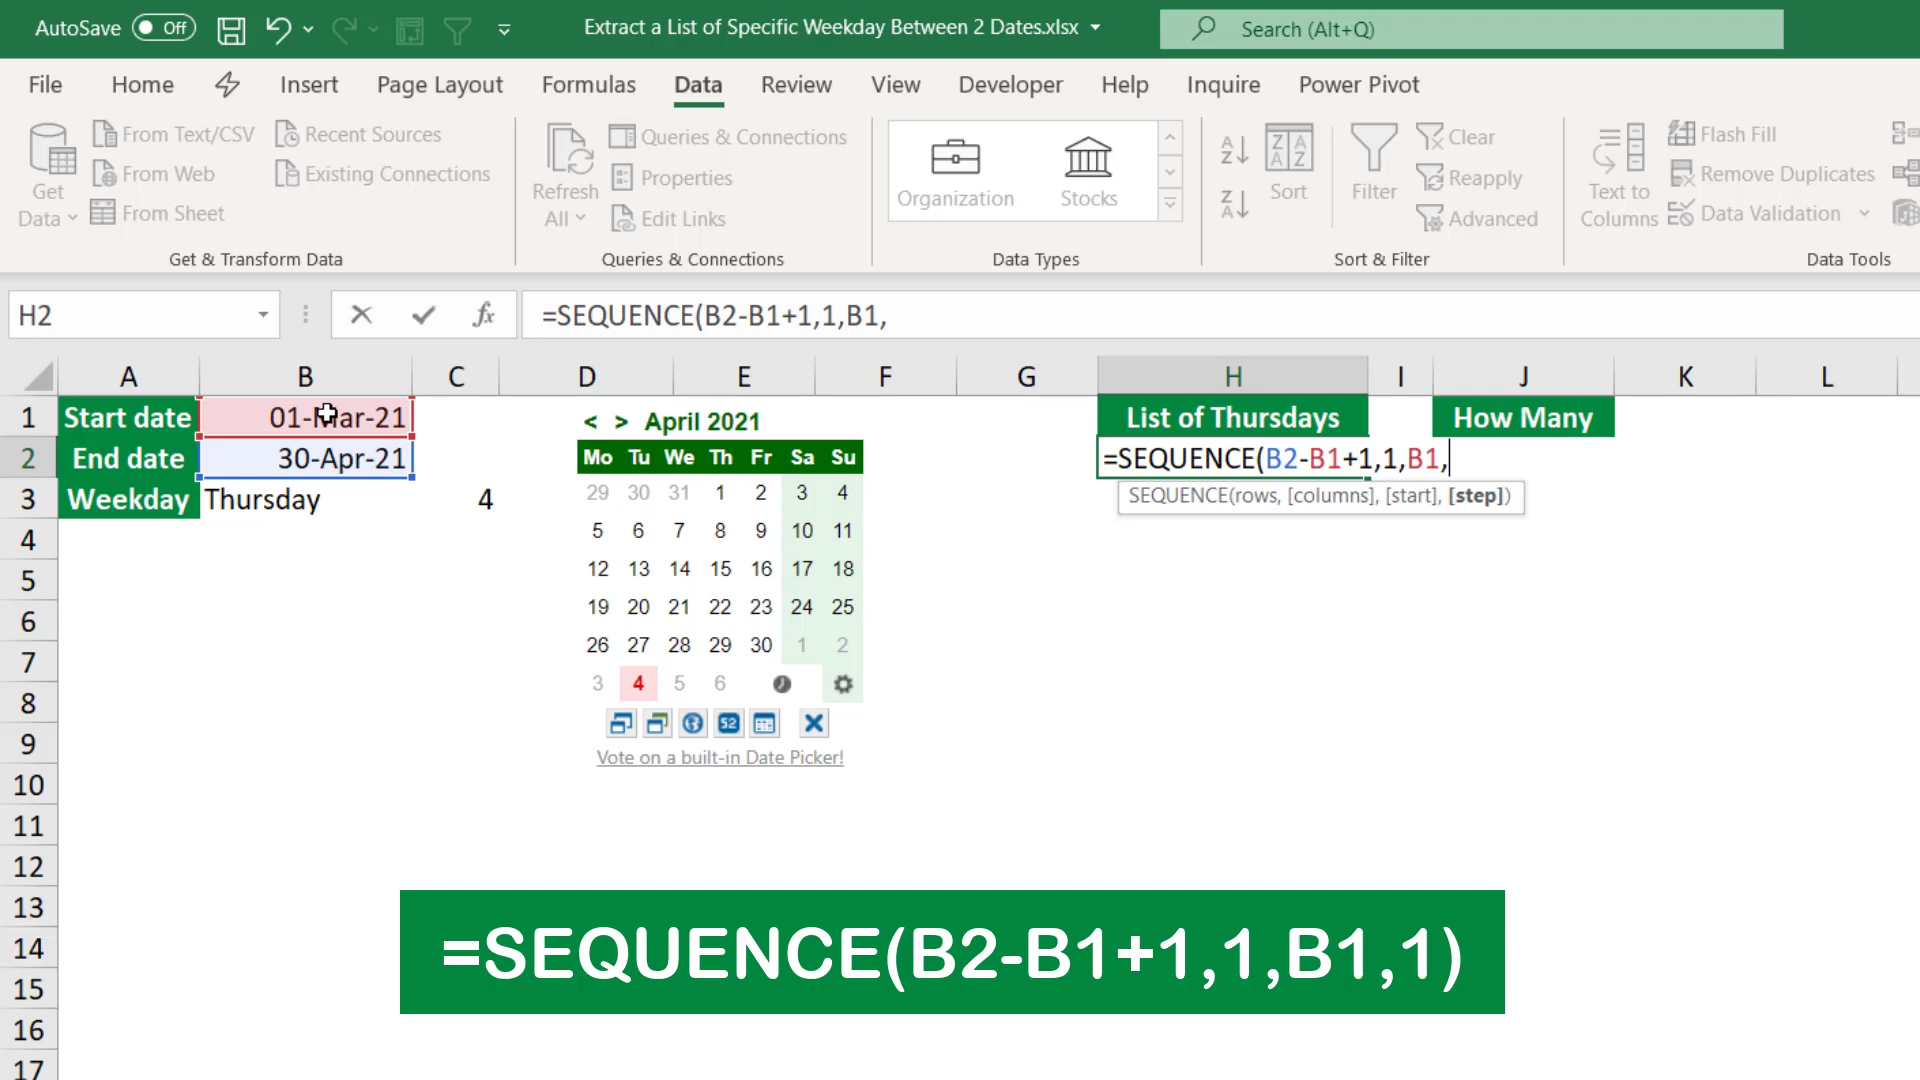 AutoSave Off Extract a List of Specific Weekday Between 2 Dates.xlsx Search (Alt+Q)
File Home Insert Page Layout Formulas Data Review View Developer Help Inquire Power Pivot
Get Data
From Text/CSV
From Web
From Sheet
Recent Sources
Existing Connections
Get & Transform Data
Refresh All
Queries & Connections
Properties
Edit Links
Queries & Connections
Organization Stocks
Data Types
Sort
Filter
Clear
Reapply
Advanced
Sort & Filter
Text to Columns
Flash Fill
Remove Duplicates
Data Validation
Data Tools
H2 fx =SEQUENCE(B2-B1+1,1,B1,
A B C D E F G H I J K L
1 Start date 01-Mar-21 List of Thursdays How Many
2 End date 30-Apr-21 =SEQUENCE(B2-B1+1,1,B1,
SEQUENCE(rows, [columns], [start], [step])
3 Weekday Thursday 4
4
5
6
7
8
9
10
11
12
13
14
15
16
17
< > April 2021
Mo Tu We Th Fr Sa Su
29 30 31 1 2 3 4
5 6 7 8 9 10 11
12 13 14 15 16 17 18
19 20 21 22 23 24 25
26 27 28 29 30 1 2
3 4 5 6
52
Vote on a built-in Date Picker!
=SEQUENCE(B2-B1+1,1,B1,1)